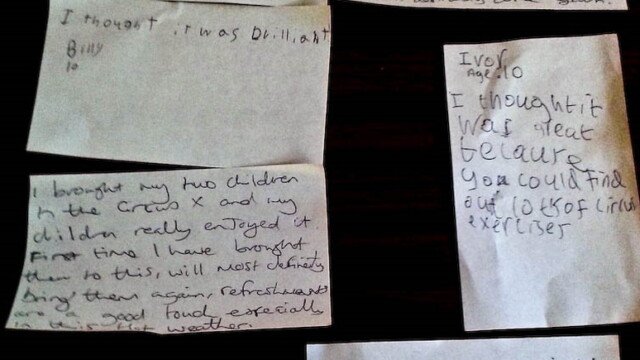 I thought it was brilliant
Billy
10
I brought my two children
to the Circus X and my
children really enjoyed it
First time I have brought
them to this, will most definitely
bring them again, refreshments
are a good touch especially
in this hot weather.
Ivor
Age:10
I thought it
was great
becaure
you could find
out lots of circus
exercises